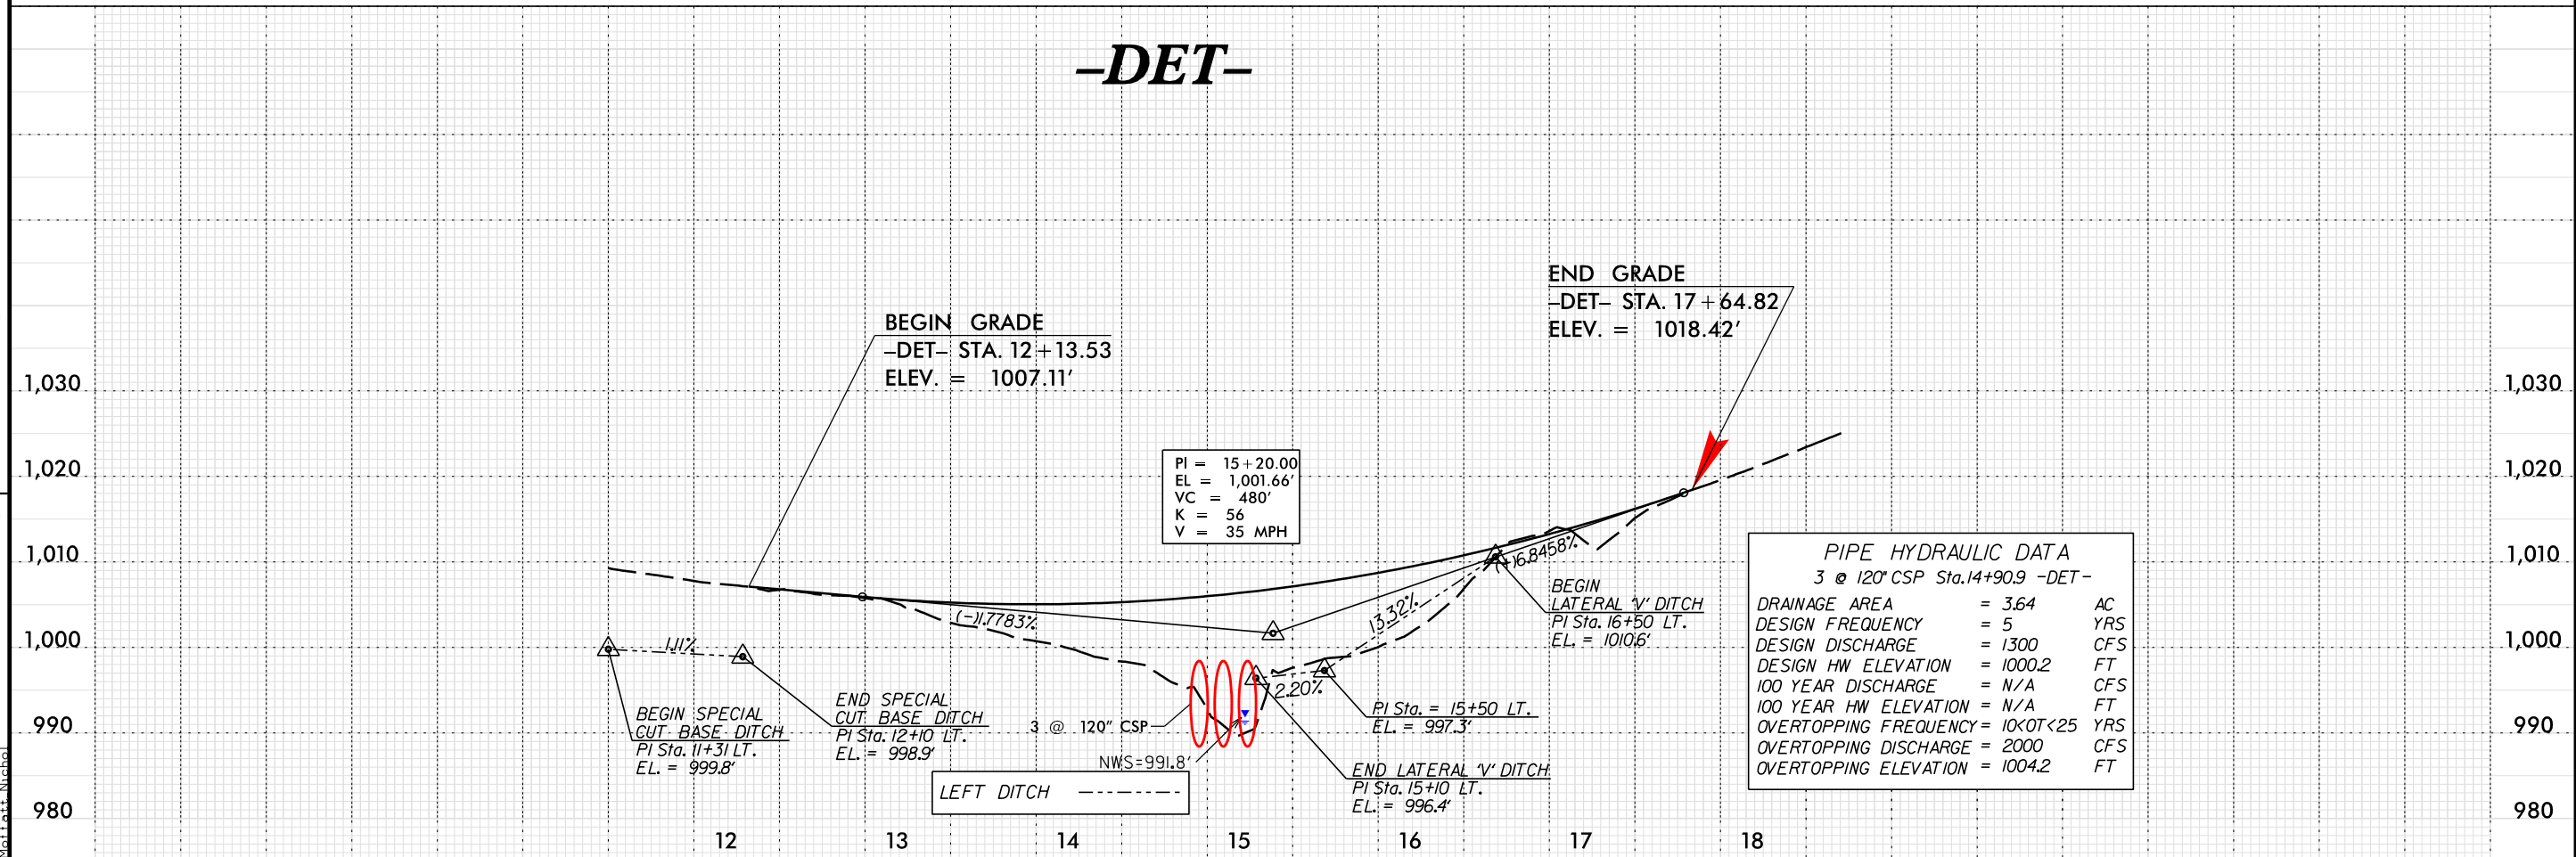 –DET–
END GRADE
–DET– STA. 17+64.82
ELEV. = 1018.42'
BEGIN GRADE
–DET– STA. 12+13.53
ELEV. = 1007.11'
1,030
1,030
PI = 15+20.00
EL = 1,001.66'
VC = 480'
K = 56
V = 35 MPH
1,020
1,020
1,010
1,010
(+)6.8458%
PIPE HYDRAULIC DATA
3 @ 120" CSP Sta.14+90.9 -DET-
DRAINAGE AREA = 3.64 AC
DESIGN FREQUENCY = 5 YRS
DESIGN DISCHARGE = 1300 CFS
DESIGN HW ELEVATION = 1000.2 FT
100 YEAR DISCHARGE = N/A CFS
100 YEAR HW ELEVATION = N/A FT
OVERTOPPING FREQUENCY = 10<OT<25 YRS
OVERTOPPING DISCHARGE = 2000 CFS
OVERTOPPING ELEVATION = 1004.2 FT
BEGIN
LATERAL 'V' DITCH
PI Sta. 16+50 LT.
EL. = 1010.6'
13.32%
(-)1.7783%
1,000
1,000
1.11%
2.20%
BEGIN SPECIAL
CUT BASE DITCH
PI Sta. 11+31 LT.
EL. = 999.8'
END SPECIAL
CUT BASE DITCH
PI Sta. 12+10 LT.
EL. = 998.9'
3 @ 120" CSP
NWS=991.8'
PI Sta. = 15+50 LT.
EL. = 997.3'
END LATERAL 'V' DITCH
PI Sta. 15+10 LT.
EL. = 996.4'
990
990
LEFT DITCH
980
980
12 13 14 15 16 17 18